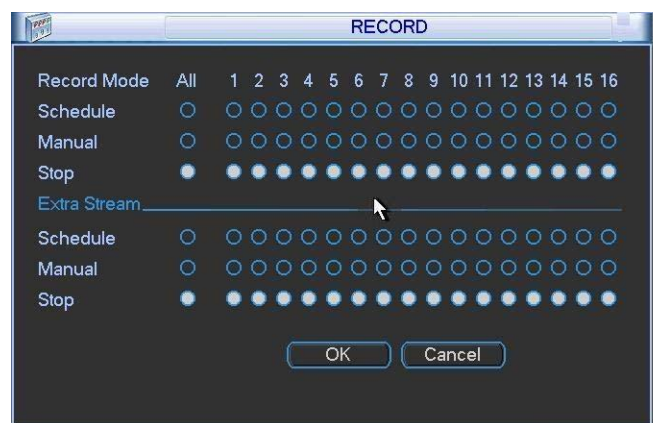 RECORD
Record Mode All 1 2 3 4 5 6 7 8 9 10 11 12 13 14 15 16
Schedule
Manual
Stop
Extra Stream
Schedule
Manual
Stop
OK Cancel